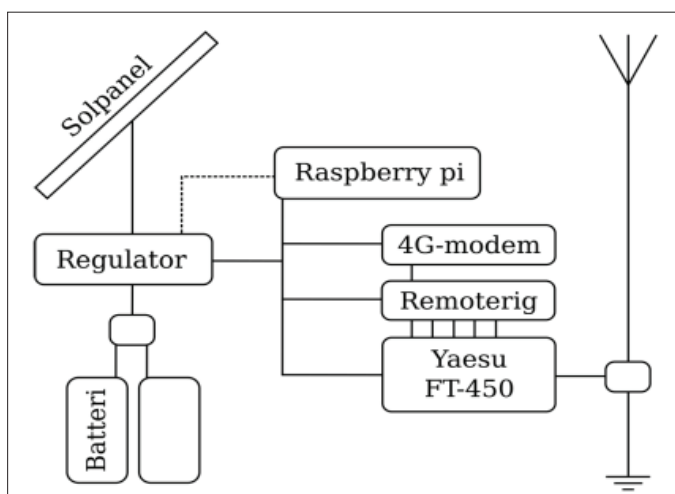 Solpanel
Raspberry pi
4G-modem
Regulator
Remoterig
Yaesu
FT-450
Batteri